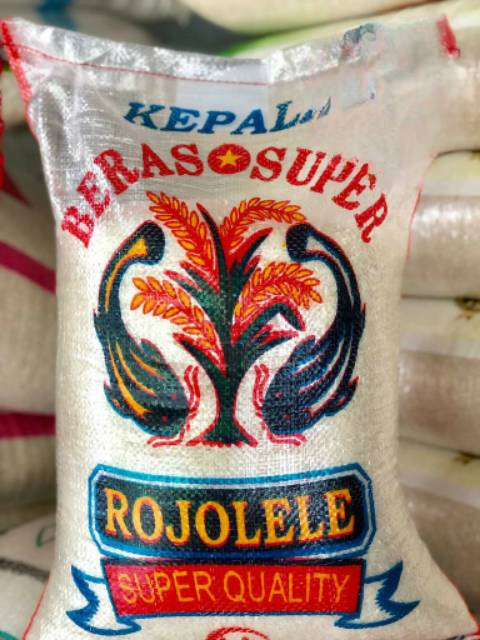 KEPALA
BERAS SUPER
ROJOLELE
SUPER QUALITY